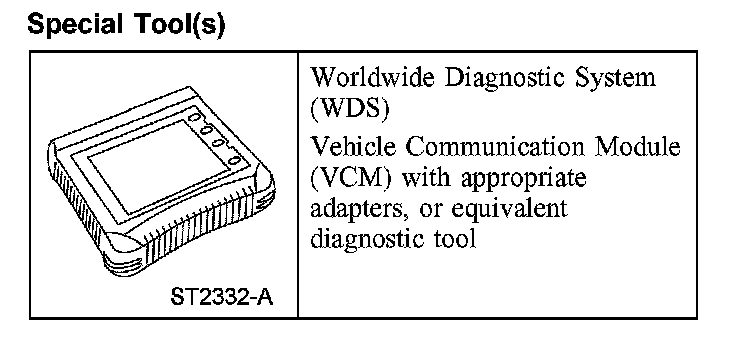 Special Tool(s)
Worldwide Diagnostic System
(WDS)
Vehicle Communication Module
(VCM) with appropriate
adapters, or equivalent
diagnostic tool
ST2332-A